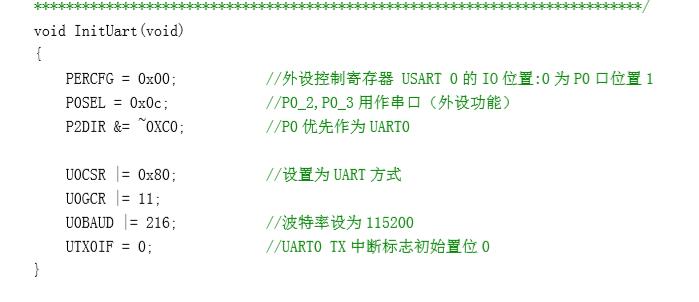 *****************************************************************************/
void InitUart(void)
{
PERCFG = 0x00; //外设控制寄存器 USART 0 的 IO 位置:0 为 P0 口位置 1
P0SEL = 0x0c; //P0_2,P0_3 用作串口（外设功能）
P2DIR &= ~0XC0; //P0 优先作为 UART0
U0CSR |= 0x80; //设置为 UART 方式
U0GCR |= 11;
U0BAUD |= 216; //波特率设为 115200
UTX0IF = 0; //UART0 TX 中断标志初始置位 0
}